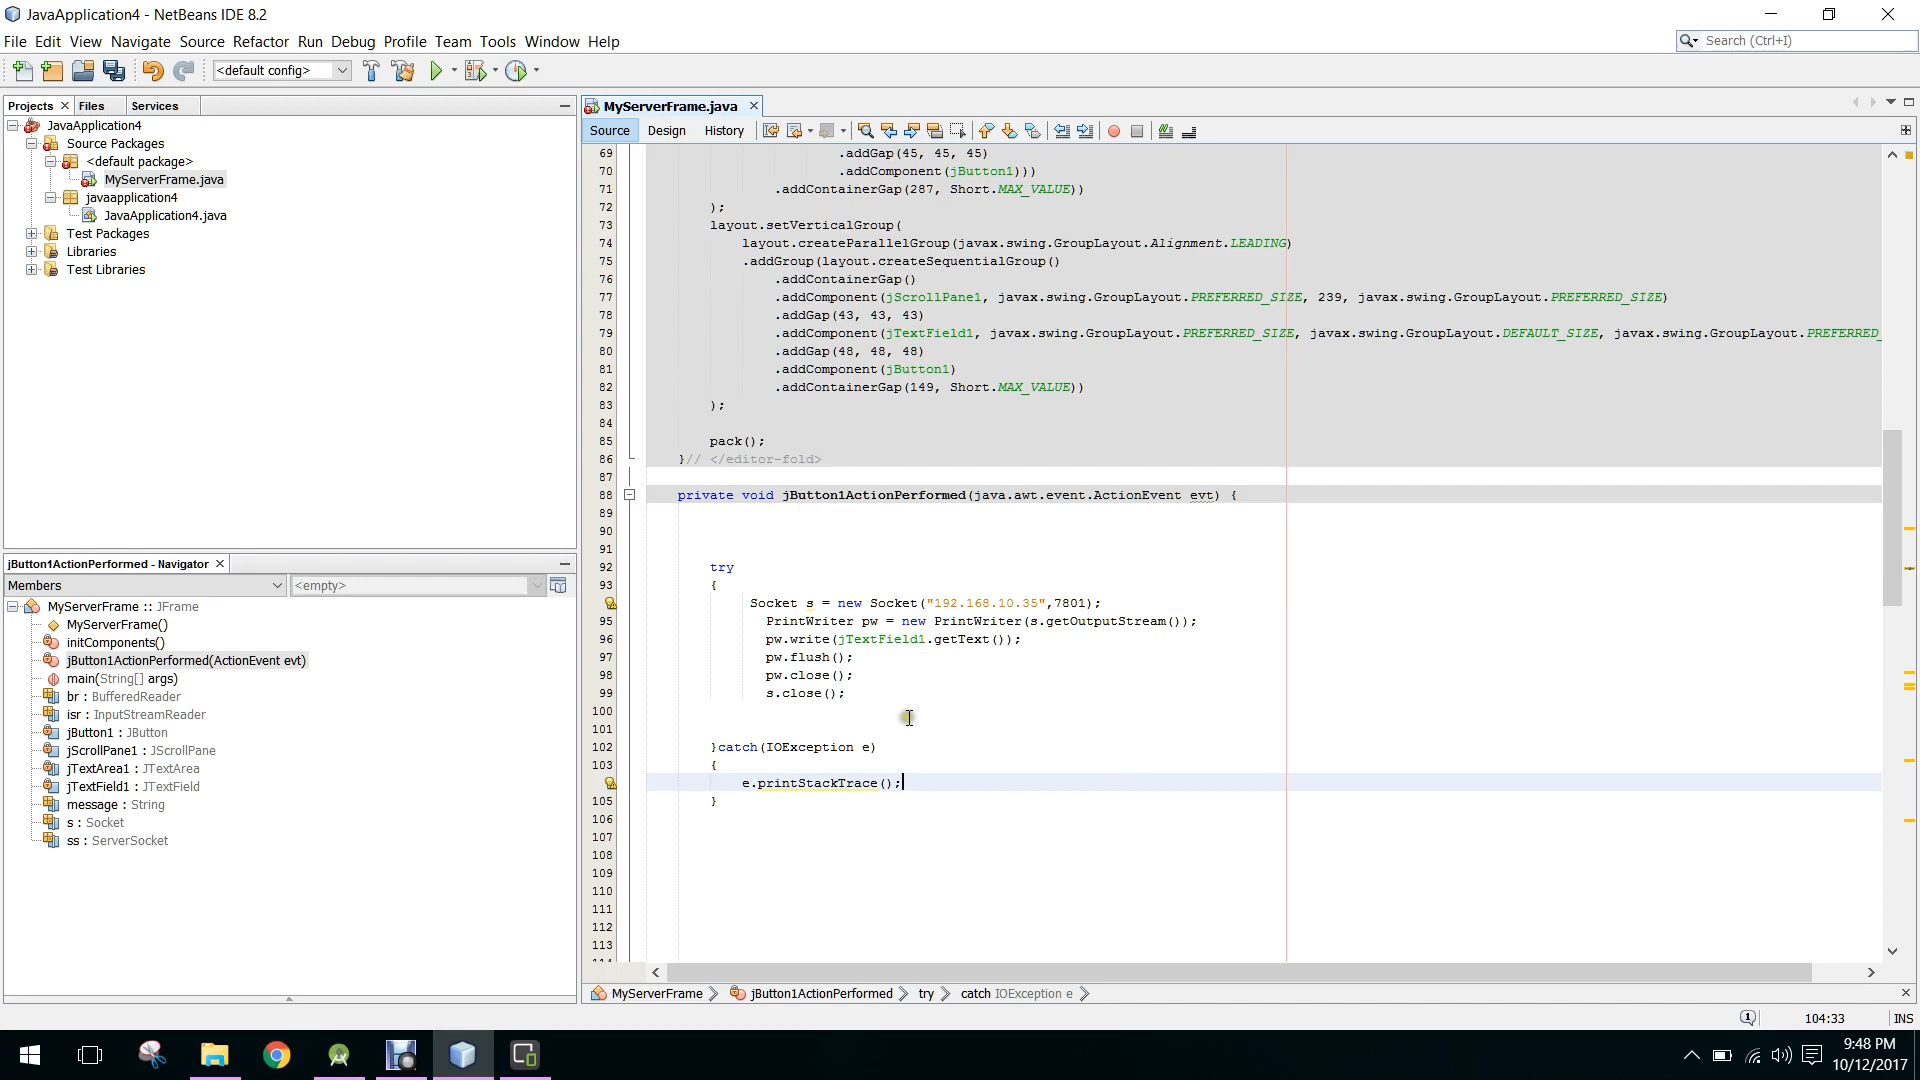 JavaApplication4 - NetBeans IDE 8.2
File Edit View Navigate Source Refactor Run Debug Profile Team Tools Window Help
Search (Ctrl+I)
<default config>
Projects Files Services
JavaApplication4
Source Packages
<default package>
MyServerFrame.java
javaapplication4
JavaApplication4.java
Test Packages
Libraries
Test Libraries
jButton1ActionPerformed - Navigator
Members <empty>
MyServerFrame :: JFrame
MyServerFrame()
initComponents()
jButton1ActionPerformed(ActionEvent evt)
main(String[] args)
br : BufferedReader
isr : InputStreamReader
jButton1 : JButton
jScrollPane1 : JScrollPane
jTextArea1 : JTextArea
jTextField1 : JTextField
message : String
s : Socket
ss : ServerSocket
MyServerFrame.java
Source Design History
69 .addGap(45, 45, 45)
70 .addComponent(jButton1)))
71 .addContainerGap(287, Short.MAX_VALUE))
72 );
73 layout.setVerticalGroup(
74 layout.createParallelGroup(javax.swing.GroupLayout.Alignment.LEADING)
75 .addGroup(layout.createSequentialGroup()
76 .addContainerGap()
77 .addComponent(jScrollPane1, javax.swing.GroupLayout.PREFERRED_SIZE, 239, javax.swing.GroupLayout.PREFERRED_SIZE)
78 .addGap(43, 43, 43)
79 .addComponent(jTextField1, javax.swing.GroupLayout.PREFERRED_SIZE, javax.swing.GroupLayout.DEFAULT_SIZE, javax.swing.GroupLayout.PREFERRED_
80 .addGap(48, 48, 48)
81 .addComponent(jButton1)
82 .addContainerGap(149, Short.MAX_VALUE))
83 );
84
85 pack();
86 }// </editor-fold>
87
88 private void jButton1ActionPerformed(java.awt.event.ActionEvent evt) {
89
90
91
92 try
93 {
Socket s = new Socket("192.168.10.35",7801);
95 PrintWriter pw = new PrintWriter(s.getOutputStream());
96 pw.write(jTextField1.getText());
97 pw.flush();
98 pw.close();
99 s.close();
100
101
102 }catch(IOException e)
103 {
e.printStackTrace();
105 }
106
107
108
109
110
111
112
113
MyServerFrame jButton1ActionPerformed try catch IOException e
1 104:33 INS
9:48 PM
10/12/2017